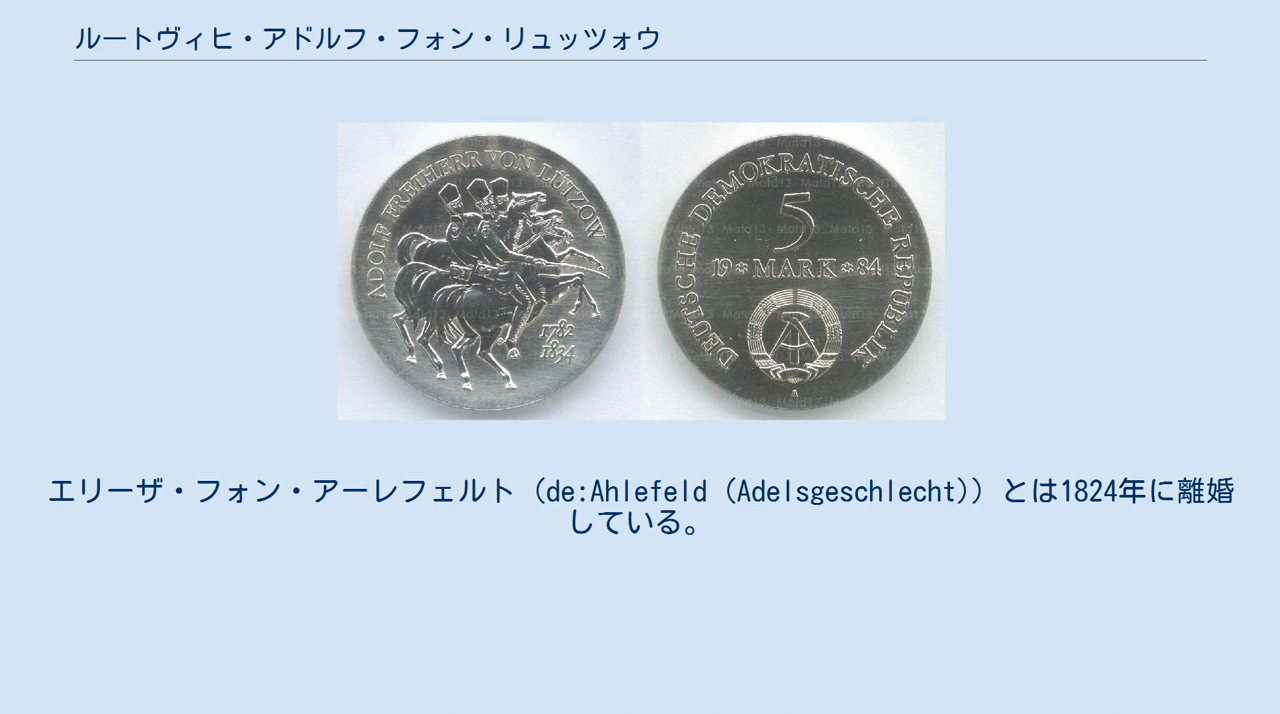 ルートヴィヒ・アドルフ・フォン・リュッツォウ
ADOLF FREIHERR VON LÜTZOW
1782
1834
DEUTSCHE DEMOKRATISCHE REPUBLIK
5
19 * MARK * 84
A
エリーザ・フォン・アーレフェルト（de:Ahlefeld (Adelsgeschlecht)）とは1824年に離婚
している。